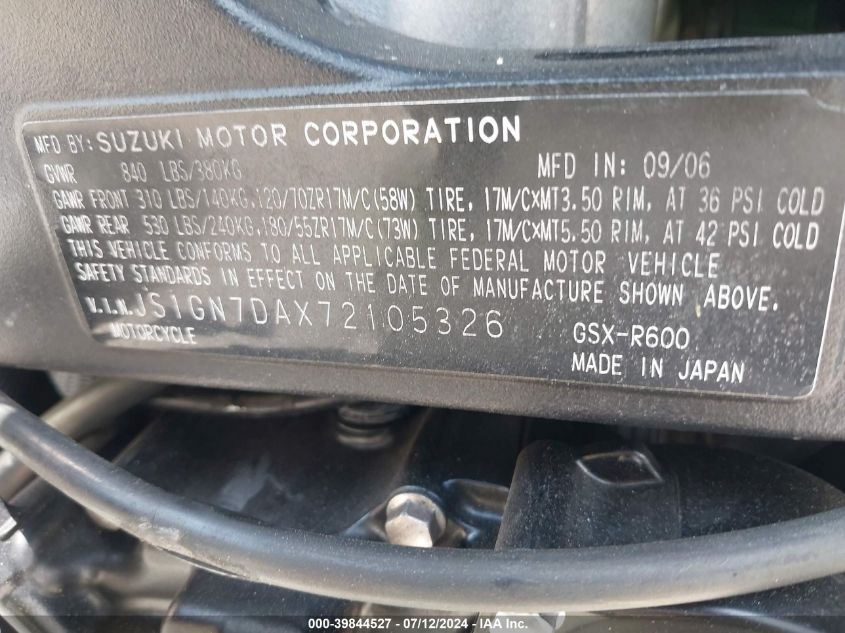 MFD BY: SUZUKI MOTOR CORPORATION
GVWR 840 LBS/380KG MFD IN: 09/06
GAWR FRONT 310 LBS/140KG,120/70ZR17M/C(58W) TIRE, 17M/C×MT3.50 RIM, AT 36 PSI COLD
GAWR REAR 530 LBS/240KG,180/55ZR17M/C(73W) TIRE, 17M/C×MT5.50 RIM, AT 42 PSI COLD
THIS VEHICLE CONFORMS TO ALL APPLICABLE FEDERAL MOTOR VEHICLE
SAFETY STANDARDS IN EFFECT ON THE DATE OF MANUFACTURE SHOWN ABOVE.
V.I.N.JS1GN7DAX72105326 GSX-R600
MOTORCYCLE MADE IN JAPAN
000-39844527 - 07/12/2024 - IAA Inc.